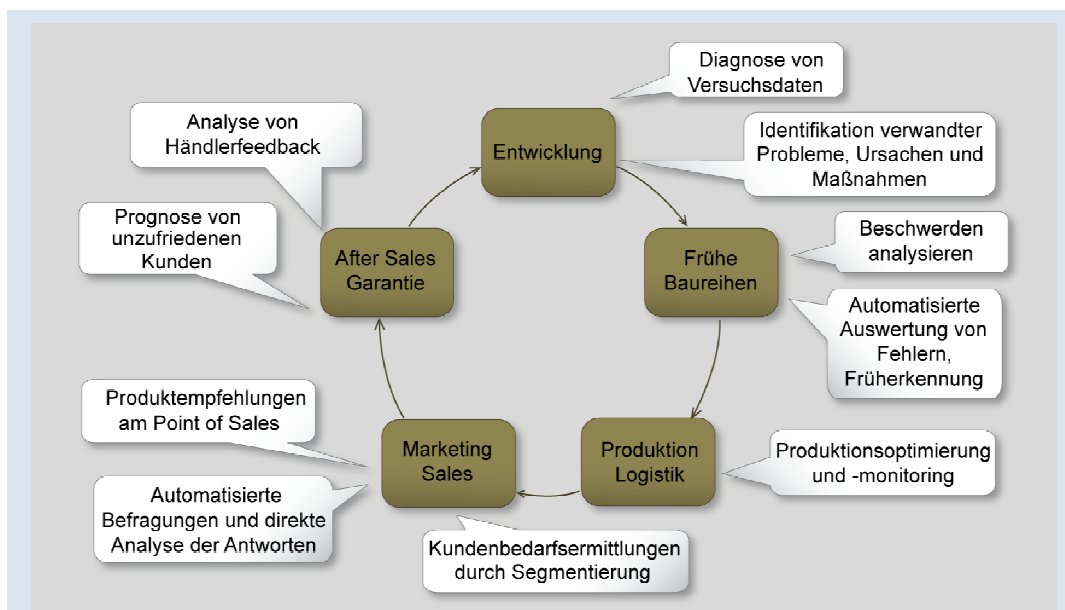 Diagnose von
Versuchsdaten
Analyse von
Händlerfeedback
Entwicklung
Identifikation verwandter
Probleme, Ursachen und
Maßnahmen
Prognose von
unzufriedenen
Kunden
After Sales
Garantie
Frühe
Baureihen
Beschwerden
analysieren
Automatisierte
Auswertung von
Fehlern,
Früherkennung
Produktempfehlungen
am Point of Sales
Marketing
Sales
Produktion
Logistik
Produktionsoptimierung
und -monitoring
Automatisierte
Befragungen und direkte
Analyse der Antworten
Kundenbedarfsermittlungen
durch Segmentierung